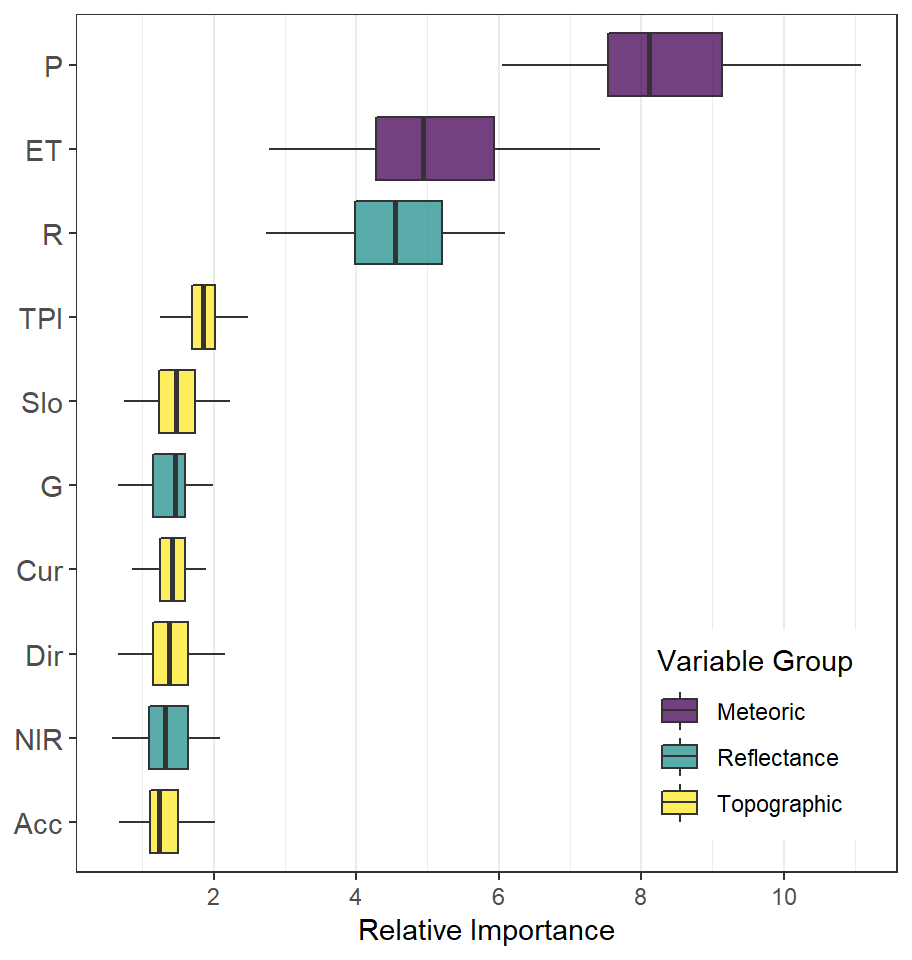 P
ET
R
TPI
Slo
G
Cur
Dir
NIR
Acc
Variable Group
Meteoric
Reflectance
Topographic
2 4 6 8 10
Relative Importance